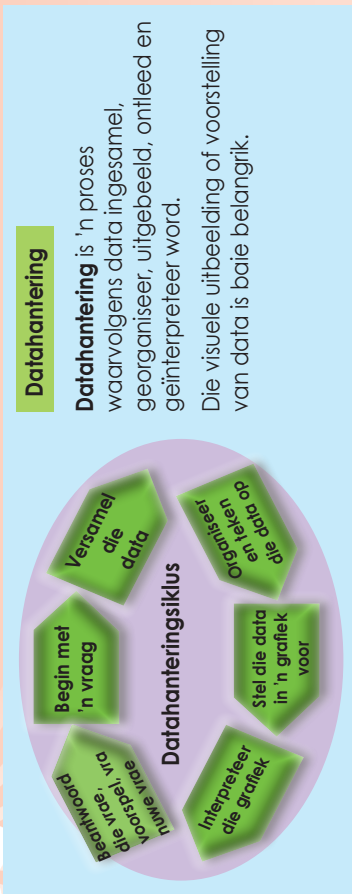 Datahantering
Datahantering is ’n proses
waarvolgens data ingesamel,
georganiseer, uitgebeeld, ontleed en
geïnterpreteer word.
Die visuele uitbeelding of voorstelling
van data is baie belangrik.
Datahanteringsiklus
Begin met
’n vraag
Versamel
die
data
Organiseer
en teken
die data op
Stel die data
in ’n grafiek
voor
Interpreteer
die grafiek
Beantwoord
die vrae,
voorspel, vra
nuwe vrae